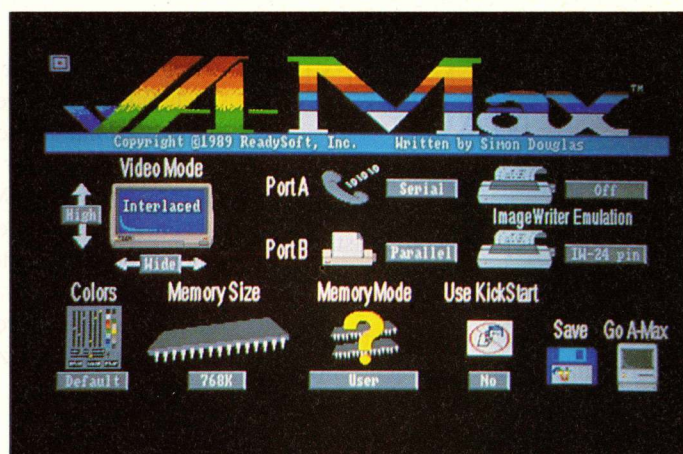 A-Max™
Copyright ©1989 ReadySoft, Inc. Written by Simon Douglas
Video Mode
Interlaced
High
Wide
Port A
Serial
Off
ImageWriter Emulation
Port B
Parallel
IW-24 pin
Colors
Default
Memory Size
768K
Memory Mode
User
Use KickStart
No
Save
Go A-Max